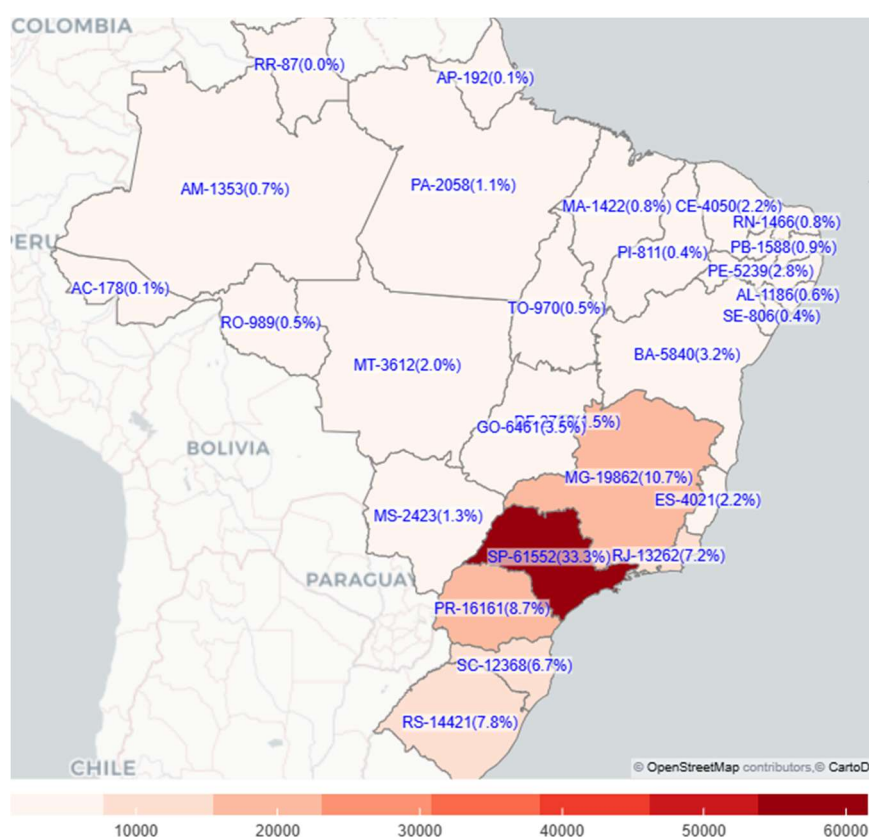 COLOMBIA
RR-87(0.0%)
AP-192(0.1%)
AM-1353(0.7%)
PA-2058(1.1%)
MA-1422(0.8%)
CE-4050(2.2%)
RN-1466(0.8%)
PERU
PI-811(0.4%)
PB-1588(0.9%)
PE-5239(2.8%)
AC-178(0.1%)
AL-1186(0.6%)
TO-970(0.5%)
SE-806(0.4%)
RO-989(0.5%)
BA-5840(3.2%)
MT-3612(2.0%)
GO-6461(3.5%)
BOLIVIA
MG-19862(10.7%)
ES-4021(2.2%)
MS-2423(1.3%)
SP-61552(33.3%)
RJ-13262(7.2%)
PARAGUAY
PR-16161(8.7%)
SC-12368(6.7%)
RS-14421(7.8%)
CHILE
© OpenStreetMap contributors,© CartoD
10000 20000 30000 40000 50000 60000